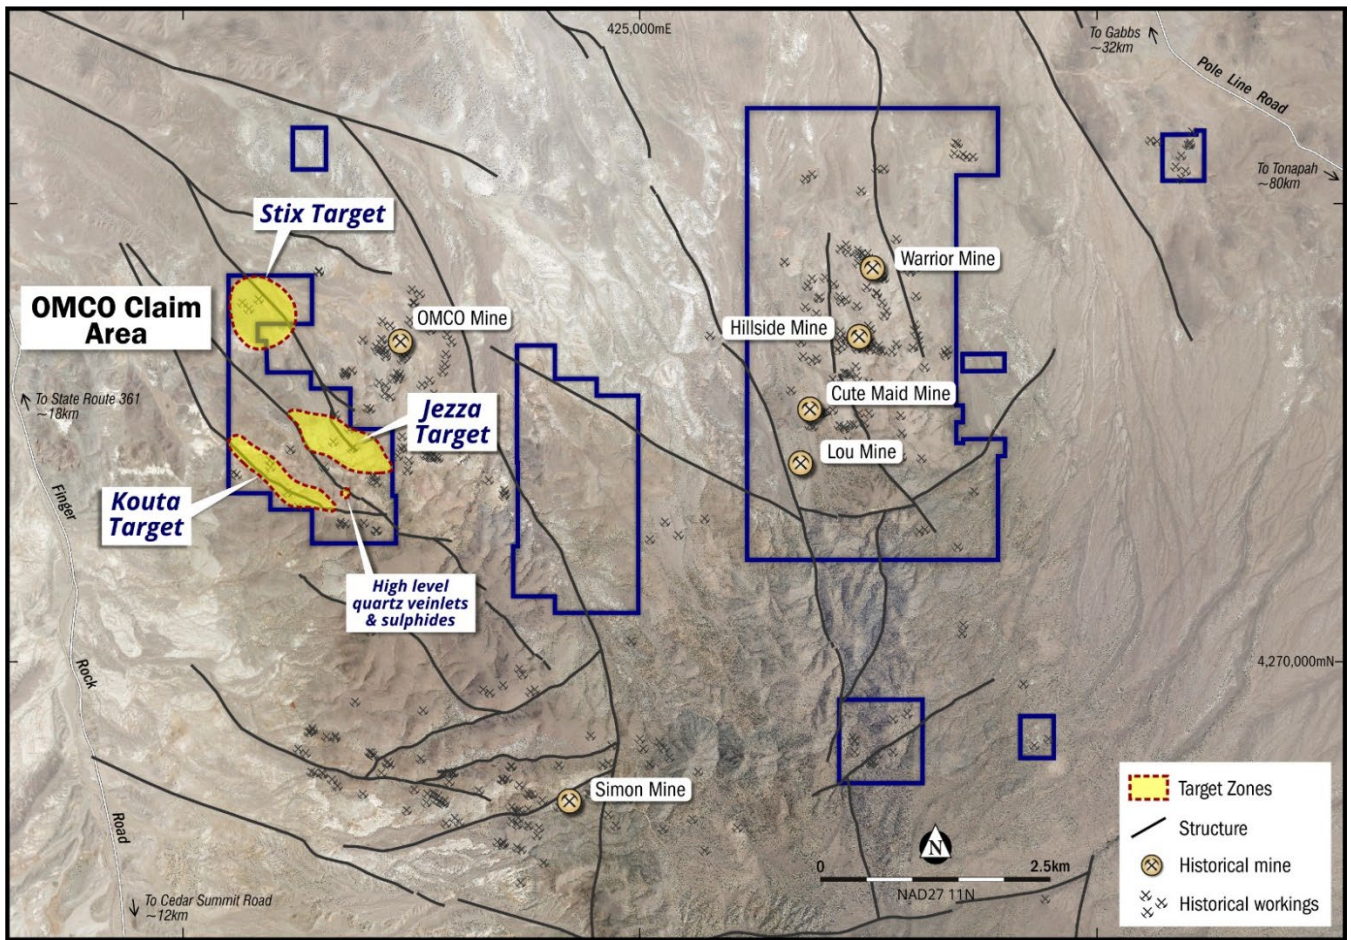 425,000mE
To Gabbs
~32km
Pole Line Road
To Tonapah
~80km
Stix Target
OMCO Claim
Area
OMCO Mine
Warrior Mine
Hillside Mine
Cute Maid Mine
Lou Mine
To State Route 361
~18km
Jezza
Target
Kouta
Target
High level
quartz veinlets
& sulphides
Finger
Rock
Road
4,270,000mN
Simon Mine
To Cedar Summit Road
~12km
N
0
2.5km
NAD27 11N
Target Zones
Structure
Historical mine
Historical workings